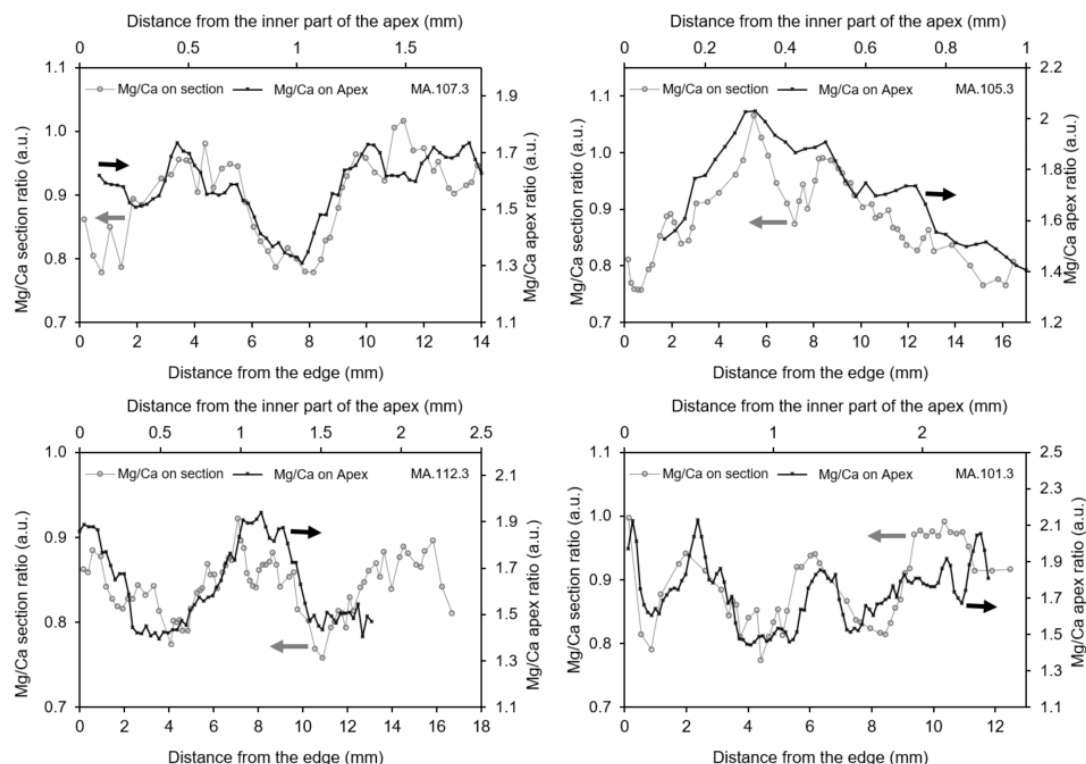 Distance from the inner part of the apex (mm)
0 0.5 1 1.5
1.1 1.0 0.9 0.8 0.7
Mg/Ca section ratio (a.u.)
Mg/Ca on section Mg/Ca on Apex MA.107.3
1.9 1.7 1.5 1.3 1.1
Mg/Ca apex ratio (a.u.)
0 2 4 6 8 10 12 14
Distance from the edge (mm)
Distance from the inner part of the apex (mm)
0 0.2 0.4 0.6 0.8 1
1.1 1.0 0.9 0.8 0.7
Mg/Ca section ratio (a.u.)
Mg/Ca on section Mg/Ca on Apex MA.105.3
2.2 2 1.8 1.6 1.4 1.2
Mg/Ca apex ratio (a.u.)
0 2 4 6 8 10 12 14 16
Distance from the edge (mm)
Distance from the inner part of the apex (mm)
0 0.5 1 1.5 2 2.5
1.0 0.9 0.8 0.7
Mg/Ca section ratio (a.u.)
Mg/Ca on section Mg/Ca on Apex MA.112.3
2.1 1.9 1.7 1.5 1.3 1.1
Mg/Ca apex ratio (a.u.)
0 2 4 6 8 10 12 14 16 18
Distance from the edge (mm)
Distance from the inner part of the apex (mm)
0 0.5 1 1.5 2
1.1 1.0 0.9 0.8 0.7
Mg/Ca section ratio (a.u.)
Mg/Ca on section Mg/Ca on Apex MA.101.3
2.5 2.3 2.1 1.9 1.7 1.5 1.3 1.1
Mg/Ca apex ratio (a.u.)
0 2 4 6 8 10 12
Distance from the edge (mm)